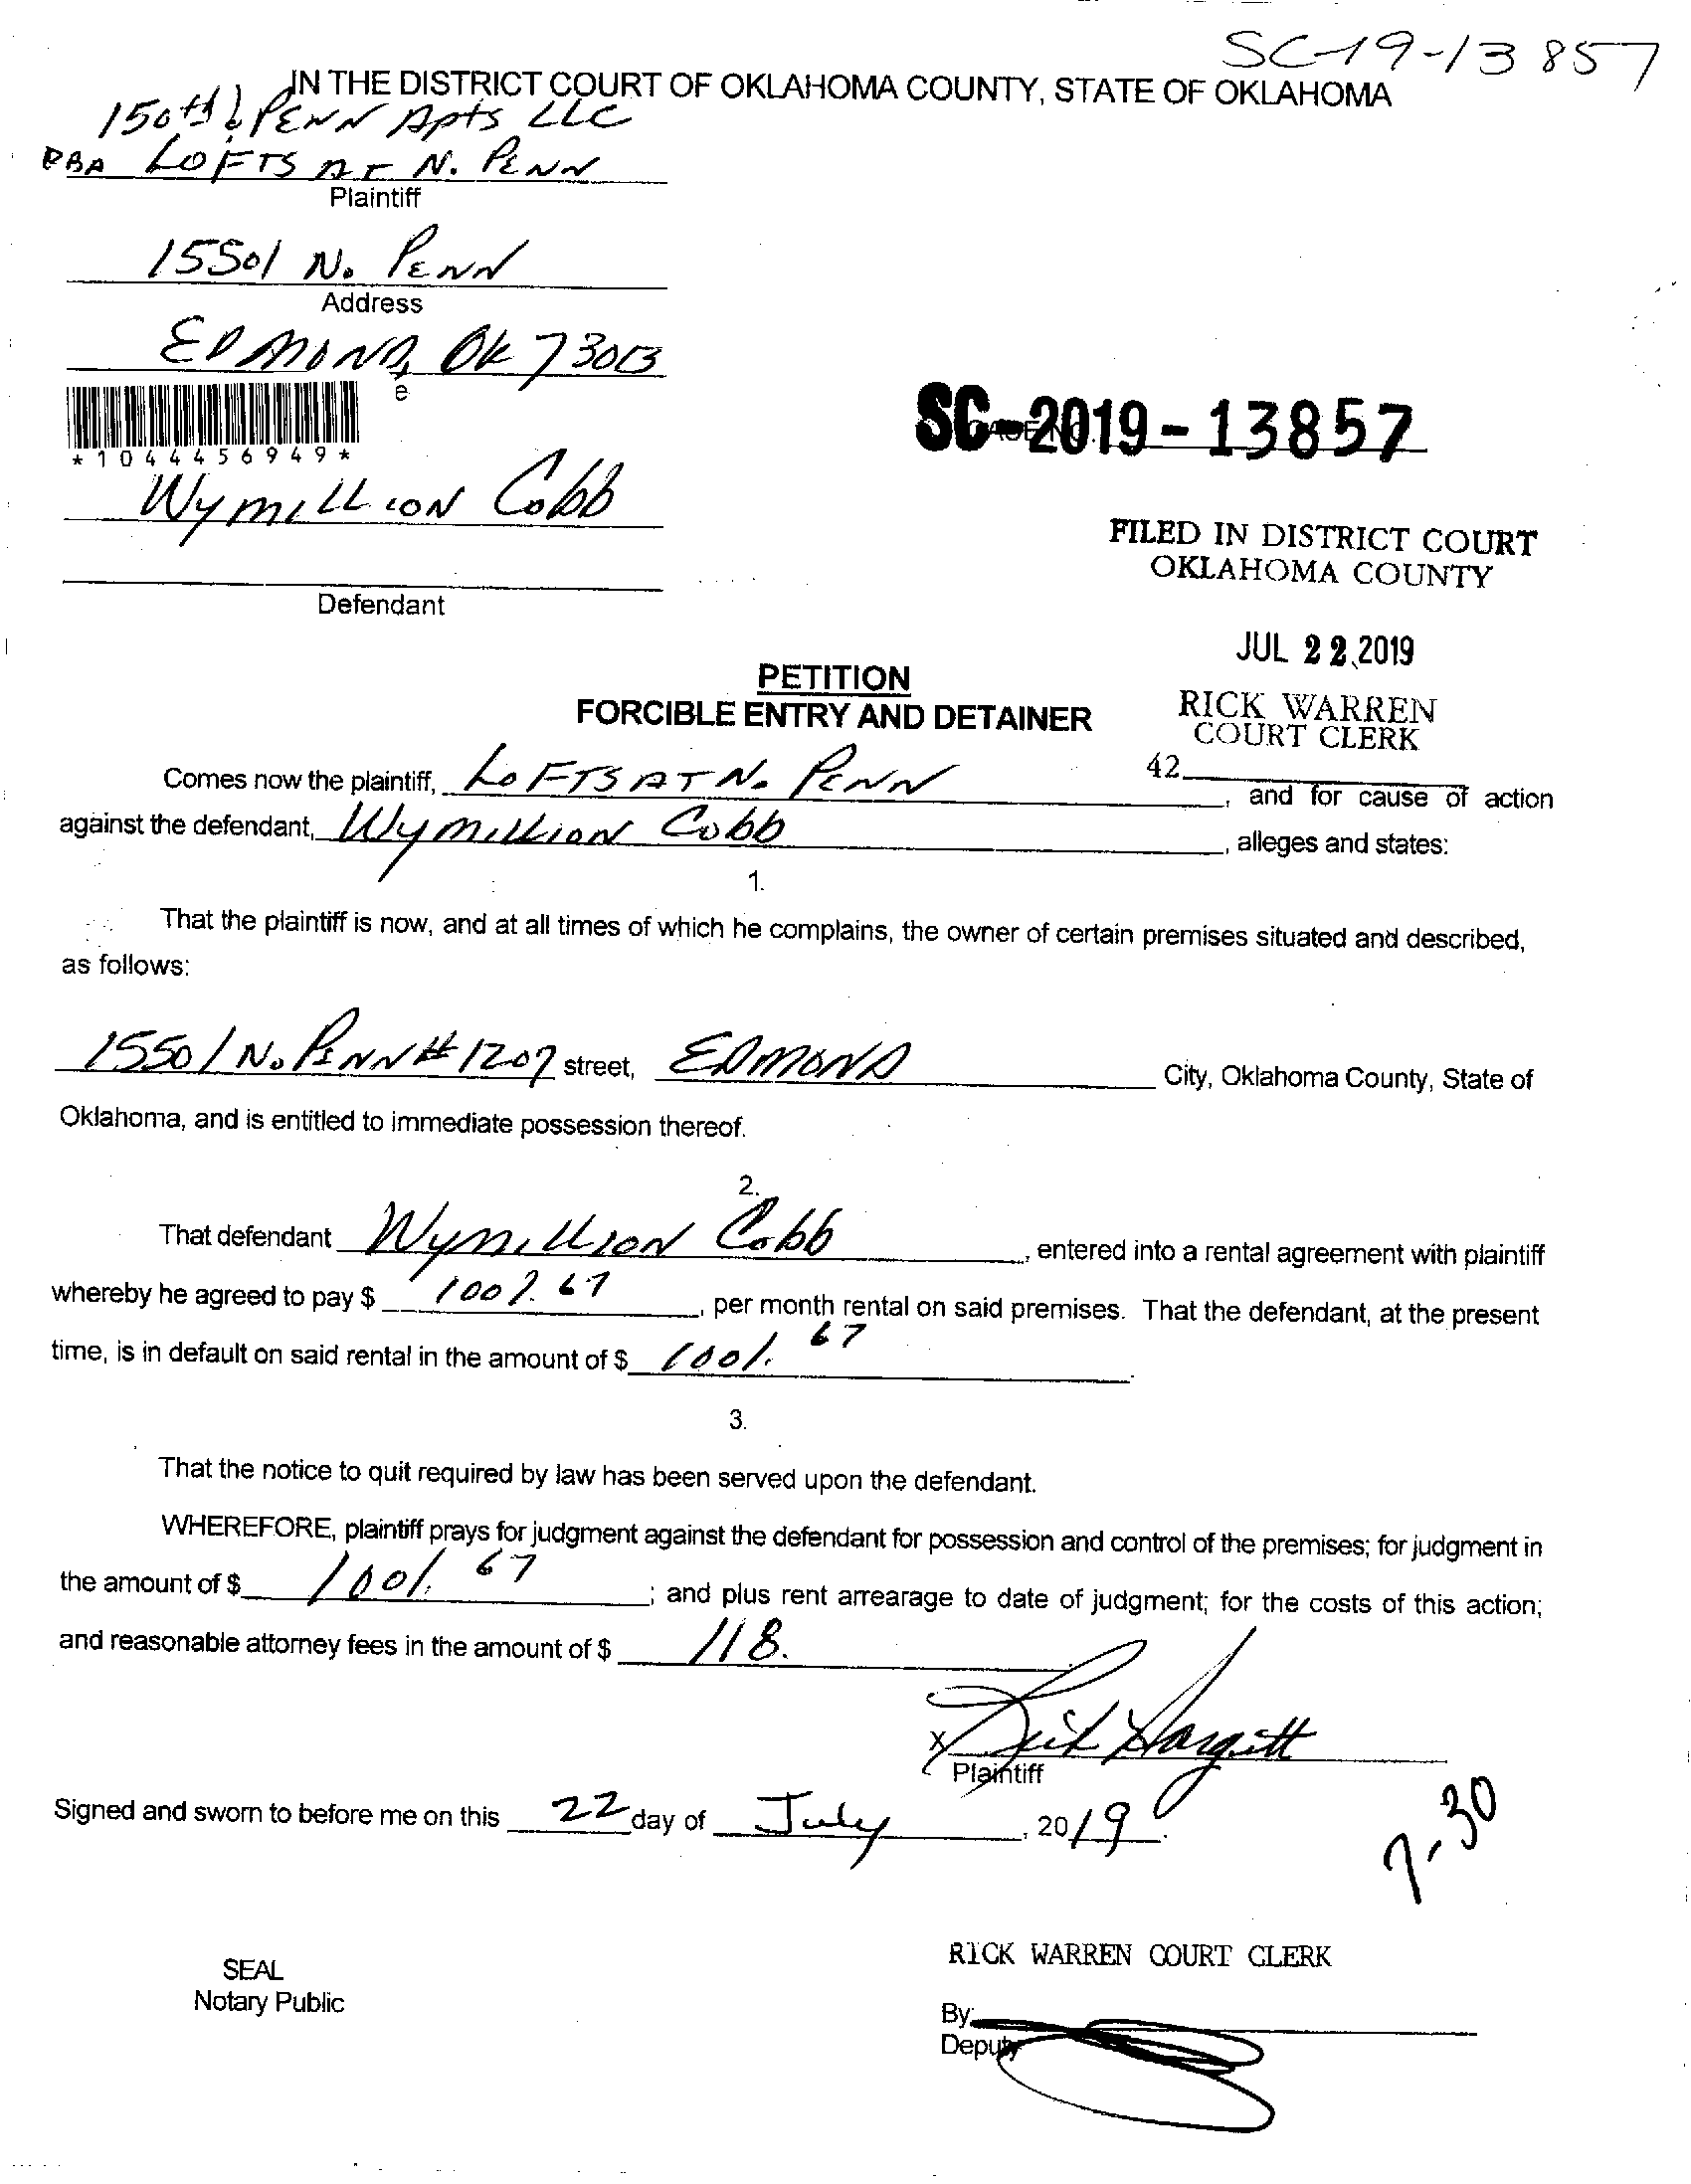 SC-19-13857
IN THE DISTRICT COURT OF OKLAHOMA COUNTY, STATE OF OKLAHOMA
150th & PENN Apts LLC
DBA LOFTS AT N. PENN
Plaintiff
15501 N. PENN
Address
EDMOND, OK 73013
e
*1044456949*
SC-2019-13857
Wymillion Cobb
Defendant
FILED IN DISTRICT COURT
OKLAHOMA COUNTY
JUL 22 2019
RICK WARREN
COURT CLERK
42
PETITION
FORCIBLE ENTRY AND DETAINER
Comes now the plaintiff, LOFTS AT N. PENN, and for cause of action
against the defendant, Wymillion Cobb, alleges and states:
1.
That the plaintiff is now, and at all times of which he complains, the owner of certain premises situated and described,
as follows:
15501 N. PENN # 1207 street, EDMOND City, Oklahoma County, State of
Oklahoma, and is entitled to immediate possession thereof.
2.
That defendant Wymillion Cobb, entered into a rental agreement with plaintiff
whereby he agreed to pay $ 1001.67, per month rental on said premises. That the defendant, at the present
time, is in default on said rental in the amount of $ 1001.67.
3.
That the notice to quit required by law has been served upon the defendant.
WHEREFORE, plaintiff prays for judgment against the defendant for possession and control of the premises; for judgment in
the amount of $ 1001.67; and plus rent arrearage to date of judgment; for the costs of this action;
and reasonable attorney fees in the amount of $ 118.
X
Plaintiff
Signed and sworn to before me on this 22 day of July, 2019.
7-30
SEAL
Notary Public
RICK WARREN COURT CLERK
By:
Deputy